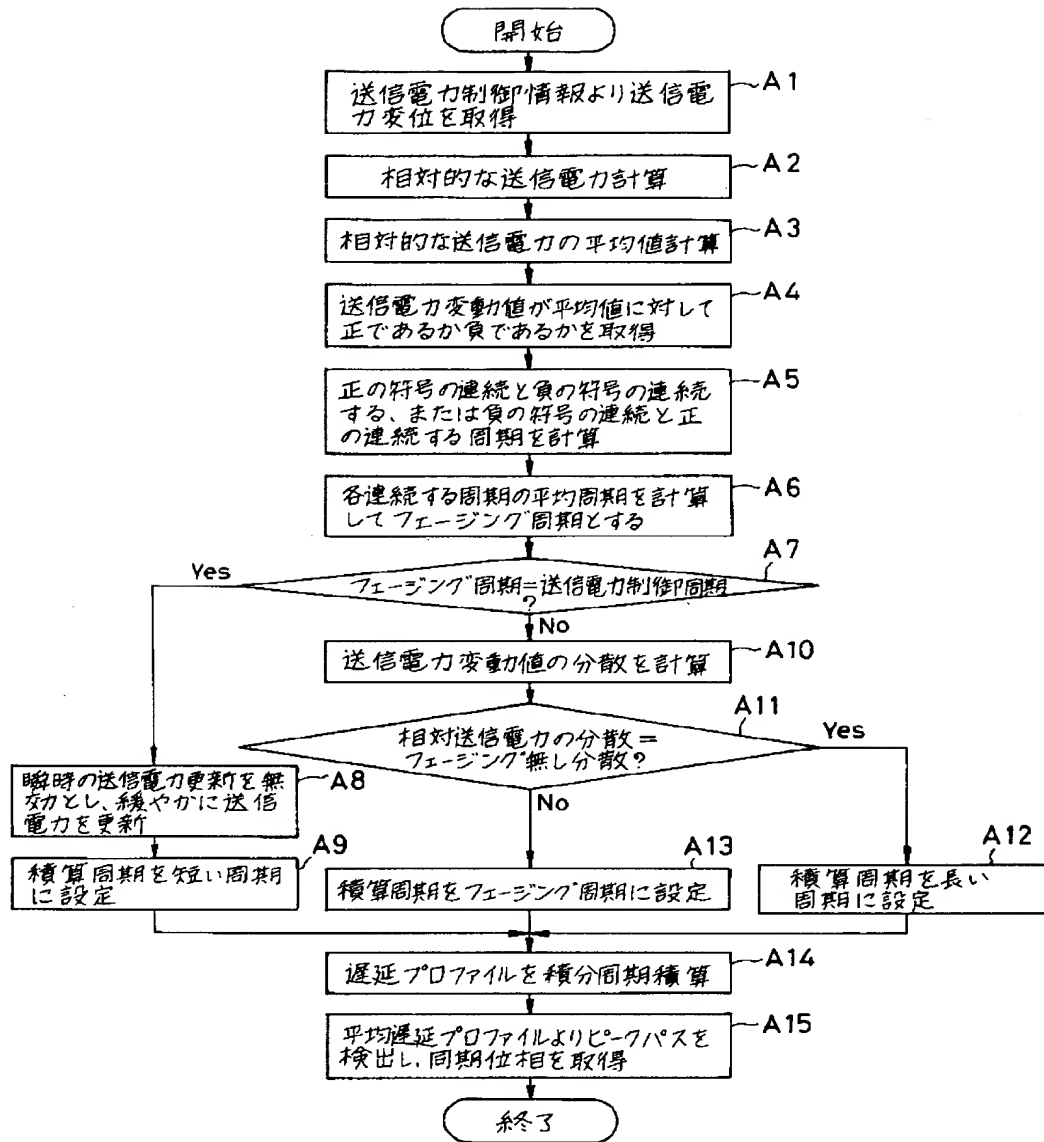 開始
送信電力制御情報より送信電
力変位を取得
A1
相対的な送信電力計算
A2
相対的な送信電力の平均値計算
A3
送信電力変動値が平均値に対して
正であるか負であるかを取得
A4
正の符号の連続と負の符号の連続
する、または負の符号の連続と正
の連続する周期を計算
A5
各連続する周期の平均周期を計算
してフェージング周期とする
A6
A7
Yes
フェージング周期=送信電力制御周期
?
No
送信電力変動値の分散を計算
A10
A11
相対送信電力の分散=
フェージング無し分散?
Yes
No
瞬時の送信電力更新を無
効とし、緩やかに送信
電力を更新
A8
積算周期を短い周期
に設定
A9
積算周期をフェージング周期に設定
A13
積算周期を長い
周期に設定
A12
遅延プロファイルを積分周期積算
A14
平均遅延プロファイルよりピークパスを
検出し、同期位相を取得
A15
終了